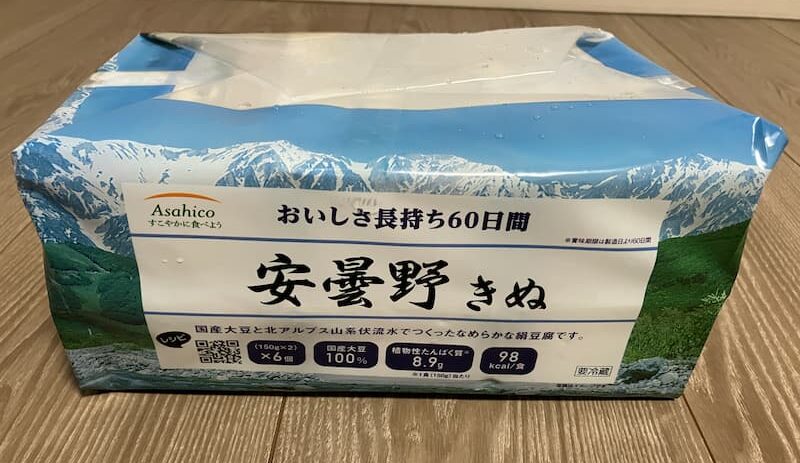 Asahico
すこやかに食べよう
おいしさ長持ち60日間
※賞味期限は製造日より60日間
安曇野 きぬ
国産大豆と北アルプス山系伏流水でつくったなめらかな絹豆腐です。
レシピ
(150g×2)
×6個
国産大豆
100%
植物性たんぱく質※
8.9g
98
kcal/食
※1食(150g)当たり
要冷蔵